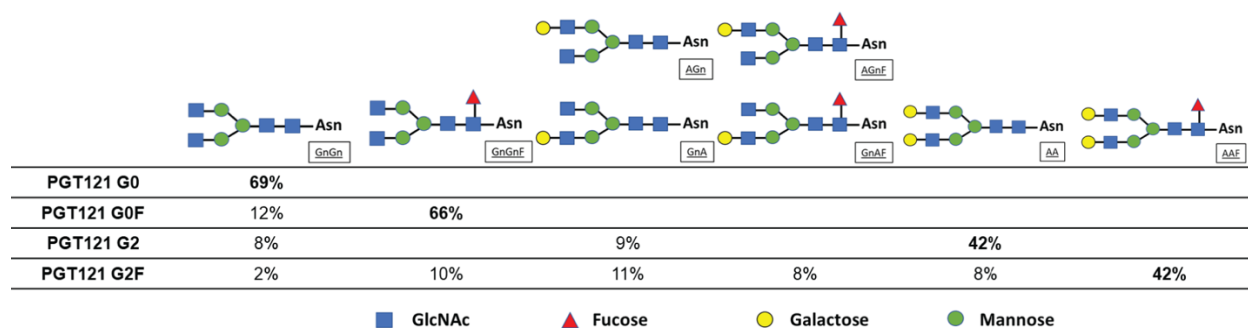 Asn Asn
AGn AGnF
Asn Asn Asn Asn Asn Asn
GnGn GnGnF GnA GnAF AA AAF
PGT121 G0 69%
PGT121 G0F 12% 66%
PGT121 G2 8% 9% 42%
PGT121 G2F 2% 10% 11% 8% 8% 42%
GlcNAc Fucose Galactose Mannose